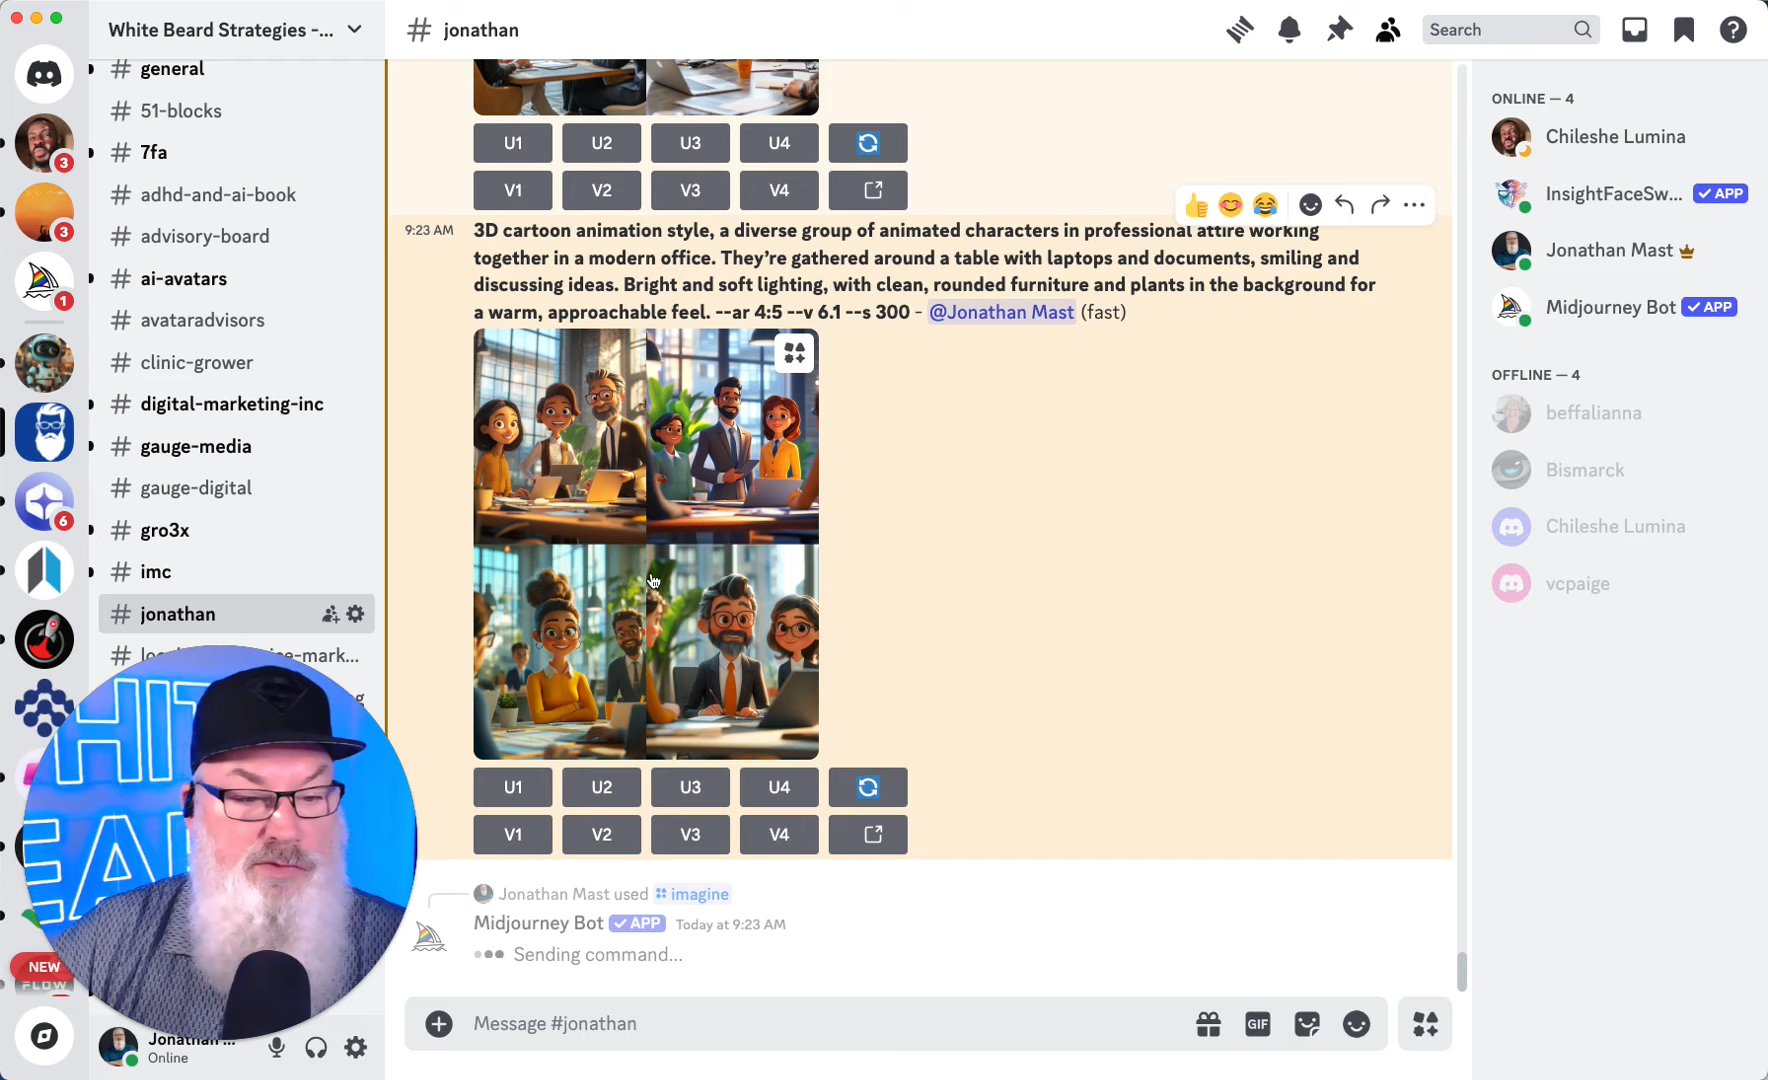 White Beard Strategies -...
# jonathan
Search
general
51-blocks
7fa
adhd-and-ai-book
advisory-board
ai-avatars
avataradvisors
clinic-grower
digital-marketing-inc
gauge-media
gauge-digital
gro3x
imc
jonathan
3
3
1
6
NEW
FLOW
Jonathan ...
Online
U1 U2 U3 U4
V1 V2 V3 V4
9:23 AM
3D cartoon animation style, a diverse group of animated characters in professional attire working
together in a modern office. They’re gathered around a table with laptops and documents, smiling and
discussing ideas. Bright and soft lighting, with clean, rounded furniture and plants in the background for
a warm, approachable feel. --ar 4:5 --v 6.1 --s 300 - @Jonathan Mast (fast)
U1 U2 U3 U4
V1 V2 V3 V4
Jonathan Mast used imagine
Midjourney Bot APP Today at 9:23 AM
Sending command...
Message #jonathan
GIF
ONLINE — 4
Chileshe Lumina
InsightFaceSw... APP
Jonathan Mast
Midjourney Bot APP
OFFLINE — 4
beffalianna
Bismarck
Chileshe Lumina
vcpaige